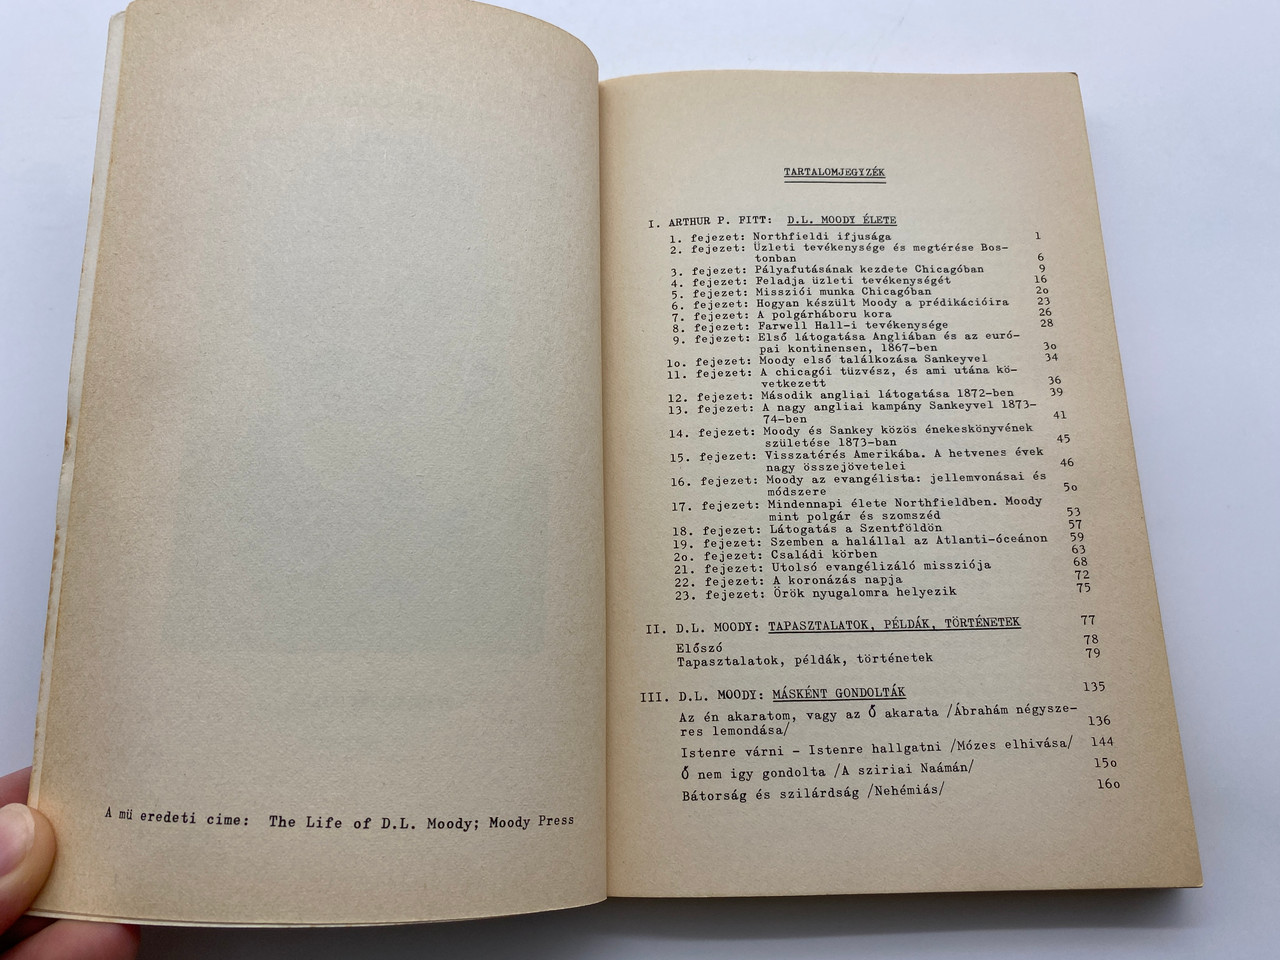 A mü eredeti cime: The Life of D.L. Moody; Moody Press
TARTALOMJEGYZÉK
I. ARTHUR P. FITT: D.L. MOODY ÉLETE
1. fejezet: Northfieldi ifjusága 1
2. fejezet: Üzleti tevékenysége és megtérése Bos-
tonban 6
3. fejezet: Pályafutásának kezdete Chicagóban 9
4. fejezet: Feladja üzleti tevékenységét 16
5. fejezet: Missziói munka Chicagóban 2o
6. fejezet: Hogyan készült Moody a prédikációira 23
7. fejezet: A polgárháboru kora 26
8. fejezet: Farwell Hall-i tevékenysége 28
9. fejezet: Első látogatása Angliában és az euró-
pai kontinensen, 1867-ben 3o
1o. fejezet: Moody első találkozása Sankeyvel 34
11. fejezet: A chicagói tüzvész, és ami utána kö-
vetkezett 36
12. fejezet: Második angliai látogatása 1872-ben 39
13. fejezet: A nagy angliai kampány Sankeyvel 1873-
74-ben 41
14. fejezet: Moody és Sankey közös énekeskönyvének
születése 1873-ban 45
15. fejezet: Visszatérés Amerikába. A hetvenes évek
nagy összejövetelei 46
16. fejezet: Moody az evangélista: jellemvonásai és
módszere 5o
17. fejezet: Mindennapi élete Northfieldben. Moody
mint polgár és szomszéd 53
18. fejezet: Látogatás a Szentföldön 57
19. fejezet: Szemben a halállal az Atlanti-óceánon 59
2o. fejezet: Családi körben 63
21. fejezet: Utolsó evangélizáló missziója 68
22. fejezet: A koronázás napja 72
23. fejezet: Örök nyugalomra helyezik 75
II. D.L. MOODY: TAPASZTALATOK, PÉLDÁK, TÖRTÉNETEK 77
Előszó 78
Tapasztalatok, példák, történetek 79
III. D.L. MOODY: MÁSKÉNT GONDOLTÁK 135
Az én akaratom, vagy az Ő akarata /Ábrahám négysze-
res lemondása/ 136
Istenre várni - Istenre hallgatni /Mózes elhivása/ 144
Ő nem igy gondolta /A sziriai Naámán/ 15o
Bátorság és szilárdság /Nehémiás/ 16o